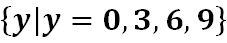 {y|y = 0, 3, 6, 9}